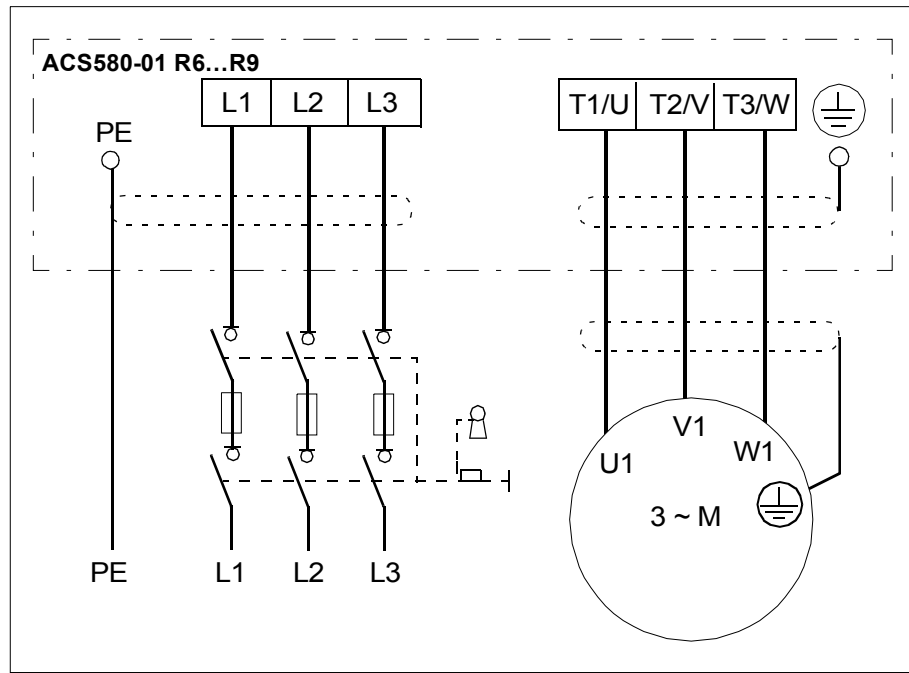 ACS580-01 R6...R9
L1 L2 L3 T1/U T2/V T3/W
PE
V1
U1 W1
3 ~ M
PE L1 L2 L3